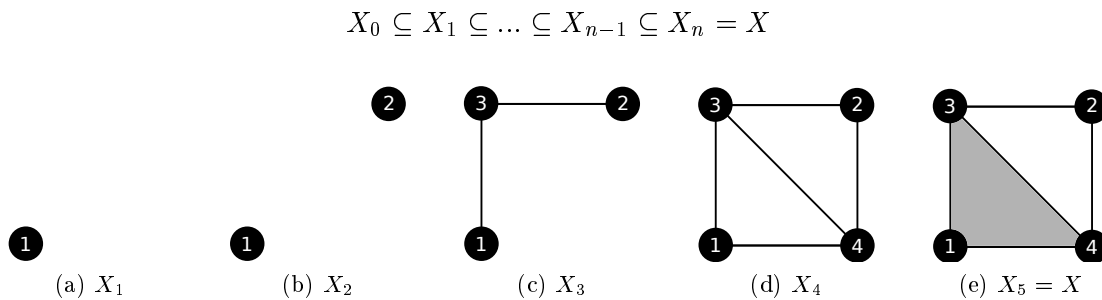 X_0 ⊆ X_1 ⊆ ... ⊆ X_{n−1} ⊆ X_n = X
2 3 2 3 2 3 2
1 1 1 1 4 1 4
(a) X_1 (b) X_2 (c) X_3 (d) X_4 (e) X_5 = X